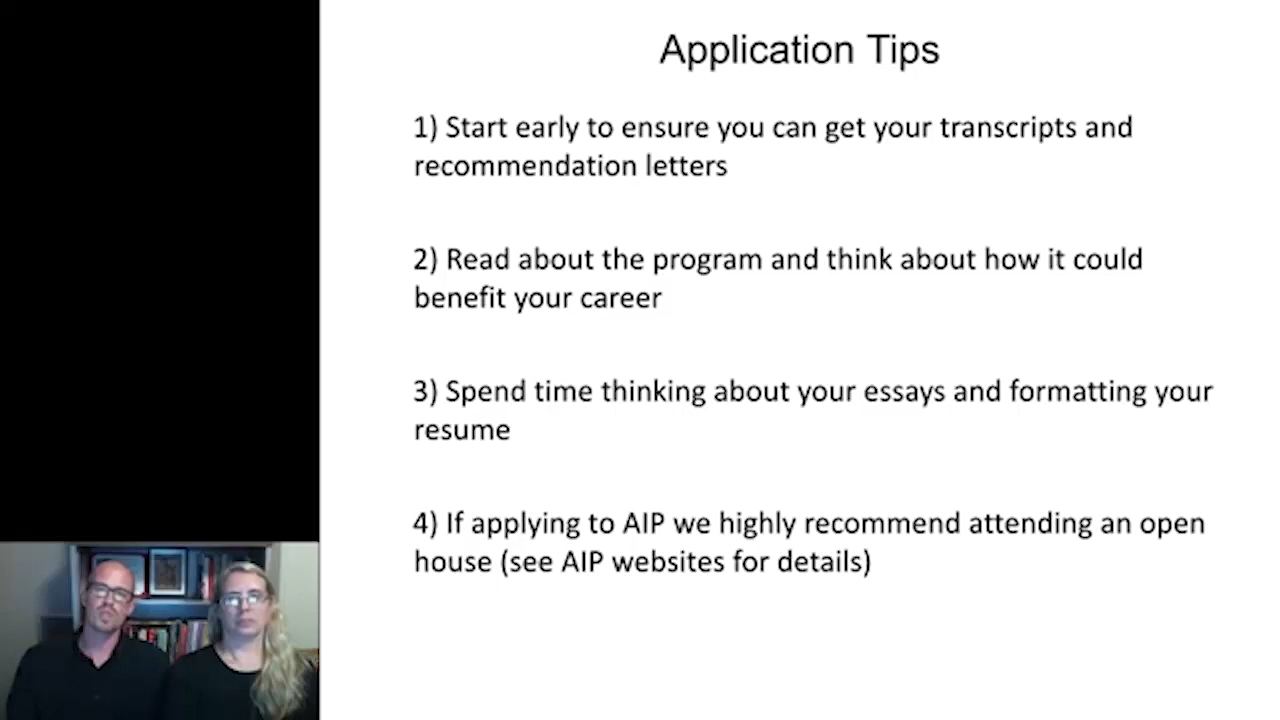 Application Tips
1) Start early to ensure you can get your transcripts and
recommendation letters
2) Read about the program and think about how it could
benefit your career
3) Spend time thinking about your essays and formatting your
resume
4) If applying to AIP we highly recommend attending an open
house (see AIP websites for details)